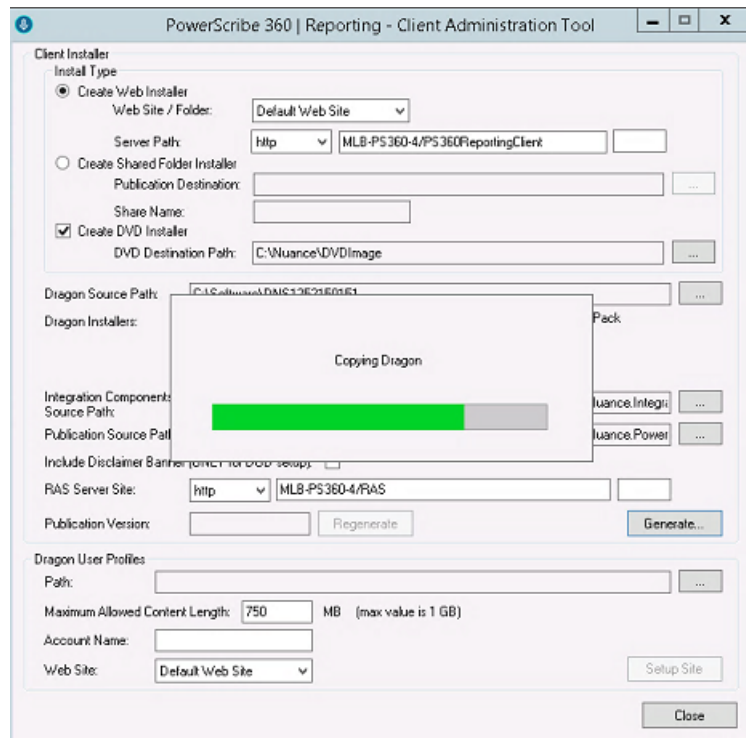 PowerScribe 360 | Reporting - Client Administration Tool
Client Installer
Install Type
Create Web Installer
Web Site / Folder: Default Web Site
Server Path: http MLB-PS360-4/PS360ReportingClient
Create Shared Folder Installer
Publication Destination: ...
Share Name:
Create DVD Installer
DVD Destination Path: C:\Nuance\DVDImage ...
Dragon Source Path: ...
Dragon Installers: Pack
Copying Dragon
Integration Components
Source Path: Nuance.Integra ...
Publication Source Path Nuance.Power ...
Include Disclaimer Banner
RAS Server Site: http MLB-PS360-4/RAS
Publication Version: Regenerate Generate...
Dragon User Profiles
Path: ...
Maximum Allowed Content Length: 750 MB (max value is 1 GB)
Account Name:
Web Site: Default Web Site Setup Site
Close